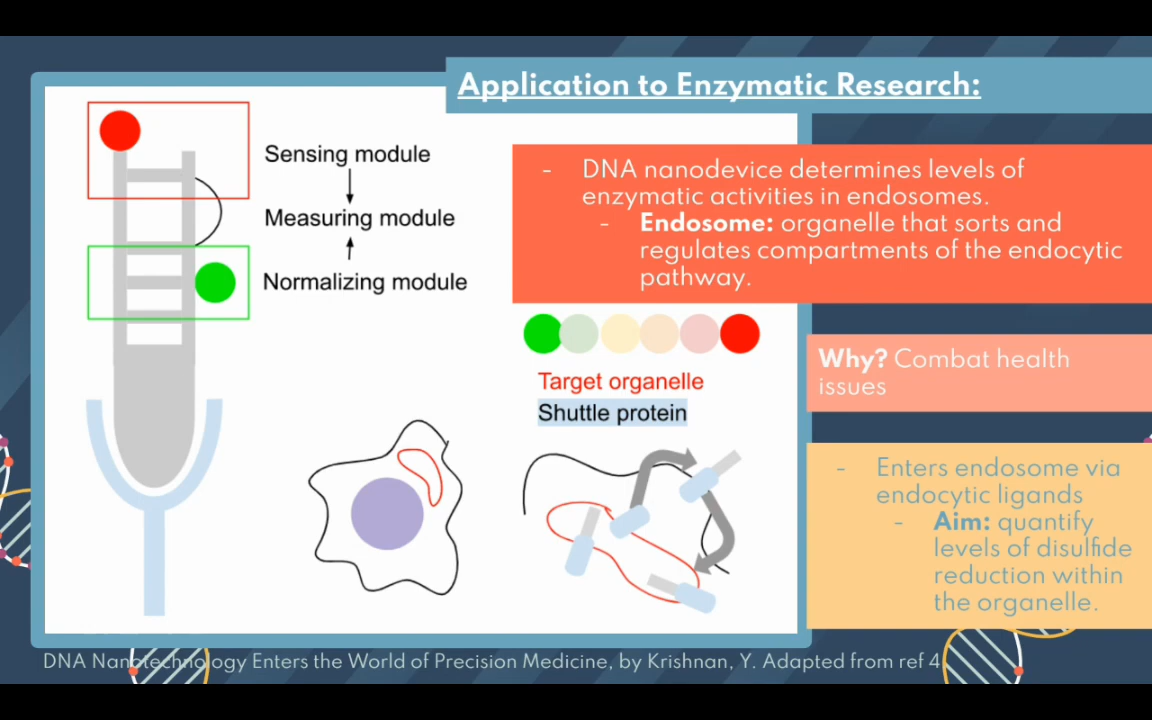 Application to Enzymatic Research:
Sensing module
Measuring module
Normalizing module
- DNA nanodevice determines levels of
enzymatic activities in endosomes.
- Endosome: organelle that sorts and
regulates compartments of the endocytic
pathway.
Target organelle
Shuttle protein
Why? Combat health
issues
- Enters endosome via
endocytic ligands
- Aim: quantify
levels of disulfide
reduction within
the organelle.
DNA Nanotechnology Enters the World of Precision Medicine, by Krishnan, Y. Adapted from ref 4.